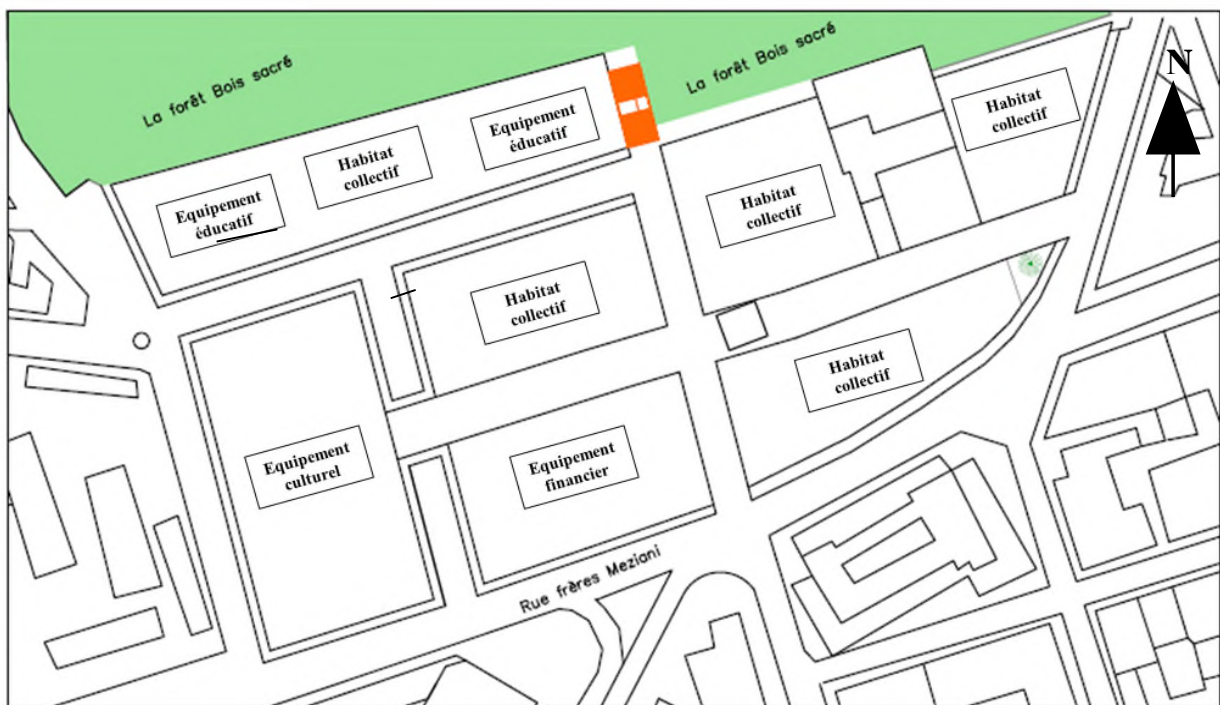 La forêt Bois sacré
La forêt Bois sacré
N
Equipement
éducatif
Habitat
collectif
Equipement
éducatif
Habitat
collectif
Habitat
collectif
Habitat
collectif
Habitat
collectif
Equipement
culturel
Equipement
financier
Rue frères Meziani